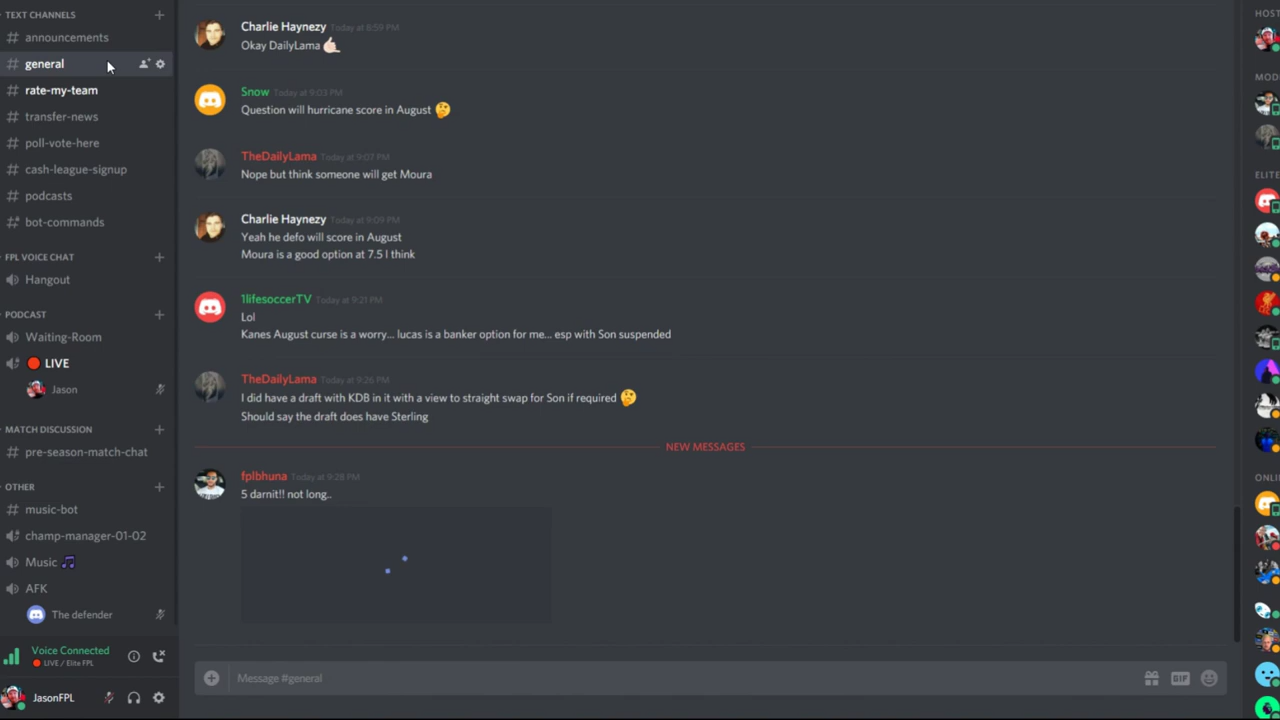 TEXT CHANNELS
# announcements
# general
# rate-my-team
# transfer-news
# poll-vote-here
# cash-league-signup
# podcasts
# bot-commands
FPL VOICE CHAT
Hangout
PODCAST
Waiting-Room
LIVE
Jason
MATCH DISCUSSION
# pre-season-match-chat
OTHER
# music-bot
champ-manager-01-02
Music 🎵
AFK
The defender
Voice Connected
LIVE / Elite FPL
JasonFPL
Charlie Haynezy Today at 8:59 PM
Okay DailyLama 🤙🏻
Snow Today at 9:03 PM
Question will hurricane score in August 🤔
TheDailyLama Today at 9:07 PM
Nope but think someone will get Moura
Charlie Haynezy Today at 9:09 PM
Yeah he defo will score in August
Moura is a good option at 7.5 I think
1lifesoccerTV Today at 9:21 PM
Lol
Kanes August curse is a worry... lucas is a banker option for me... esp with Son suspended
TheDailyLama Today at 9:26 PM
I did have a draft with KDB in it with a view to straight swap for Son if required 🤔
Should say the draft does have Sterling
NEW MESSAGES
fplbhuna Today at 9:28 PM
5 darnit!! not long..
Message #general
GIF
HOST
MOD
ELITE
ONLI